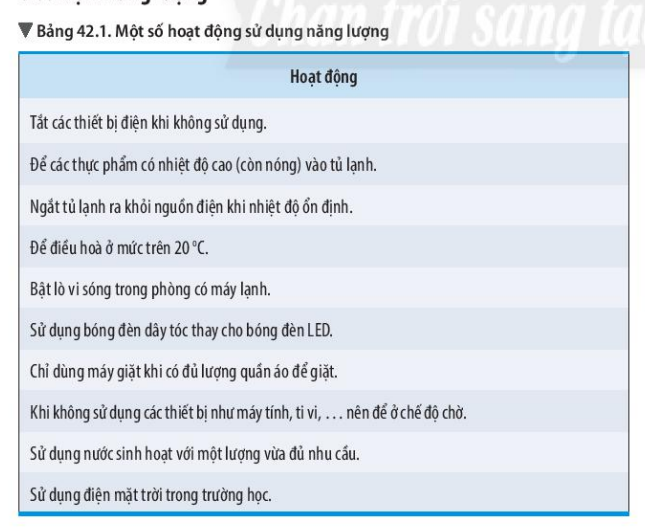 Chân trời sáng tạ
▼ Bảng 42.1. Một số hoạt động sử dụng năng lượng
Hoạt động
Tắt các thiết bị điện khi không sử dụng.
Để các thực phẩm có nhiệt độ cao (còn nóng) vào tủ lạnh.
Ngắt tủ lạnh ra khỏi nguồn điện khi nhiệt độ ổn định.
Để điều hoà ở mức trên 20 °C.
Bật lò vi sóng trong phòng có máy lạnh.
Sử dụng bóng đèn dây tóc thay cho bóng đèn LED.
Chỉ dùng máy giặt khi có đủ lượng quần áo để giặt.
Khi không sử dụng các thiết bị như máy tính, ti vi, . . . nên để ở chế độ chờ.
Sử dụng nước sinh hoạt với một lượng vừa đủ nhu cầu.
Sử dụng điện mặt trời trong trường học.